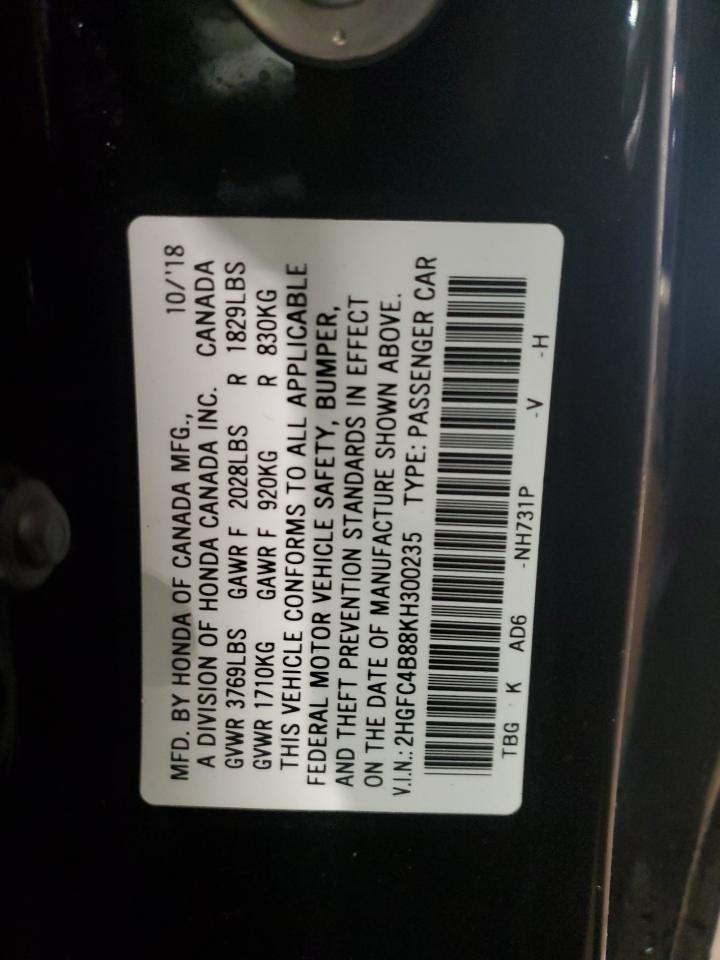 MFD. BY HONDA OF CANADA MFG., 10/'18
A DIVISION OF HONDA CANADA INC. CANADA
GVWR 3769LBS GAWR F 2028LBS R 1829LBS
GVWR 1710KG GAWR F 920KG R 830KG
THIS VEHICLE CONFORMS TO ALL APPLICABLE
FEDERAL MOTOR VEHICLE SAFETY, BUMPER,
AND THEFT PREVENTION STANDARDS IN EFFECT
ON THE DATE OF MANUFACTURE SHOWN ABOVE.
V.I.N.: 2HGFC4B88KH300235 TYPE: PASSENGER CAR
TBG K AD6 -NH731P -V -H